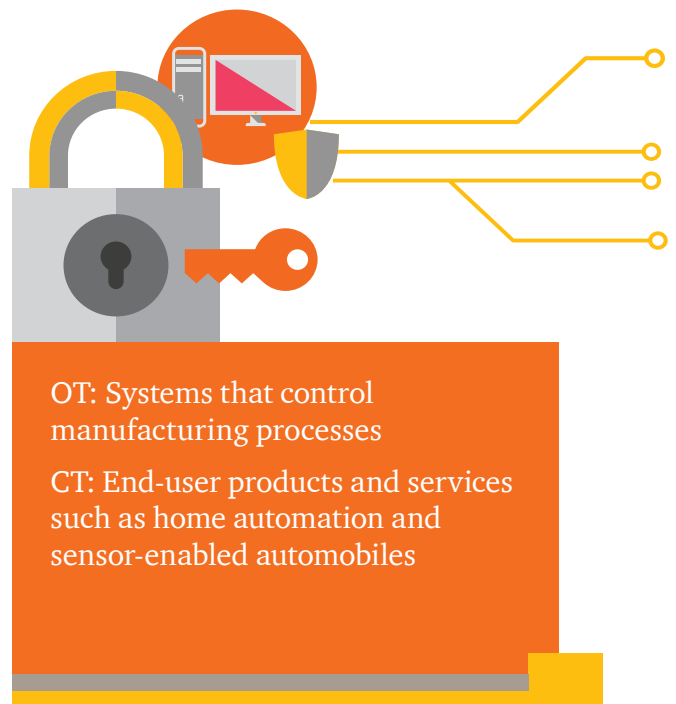 OT: Systems that control
manufacturing processes
CT: End-user products and services
such as home automation and
sensor-enabled automobiles